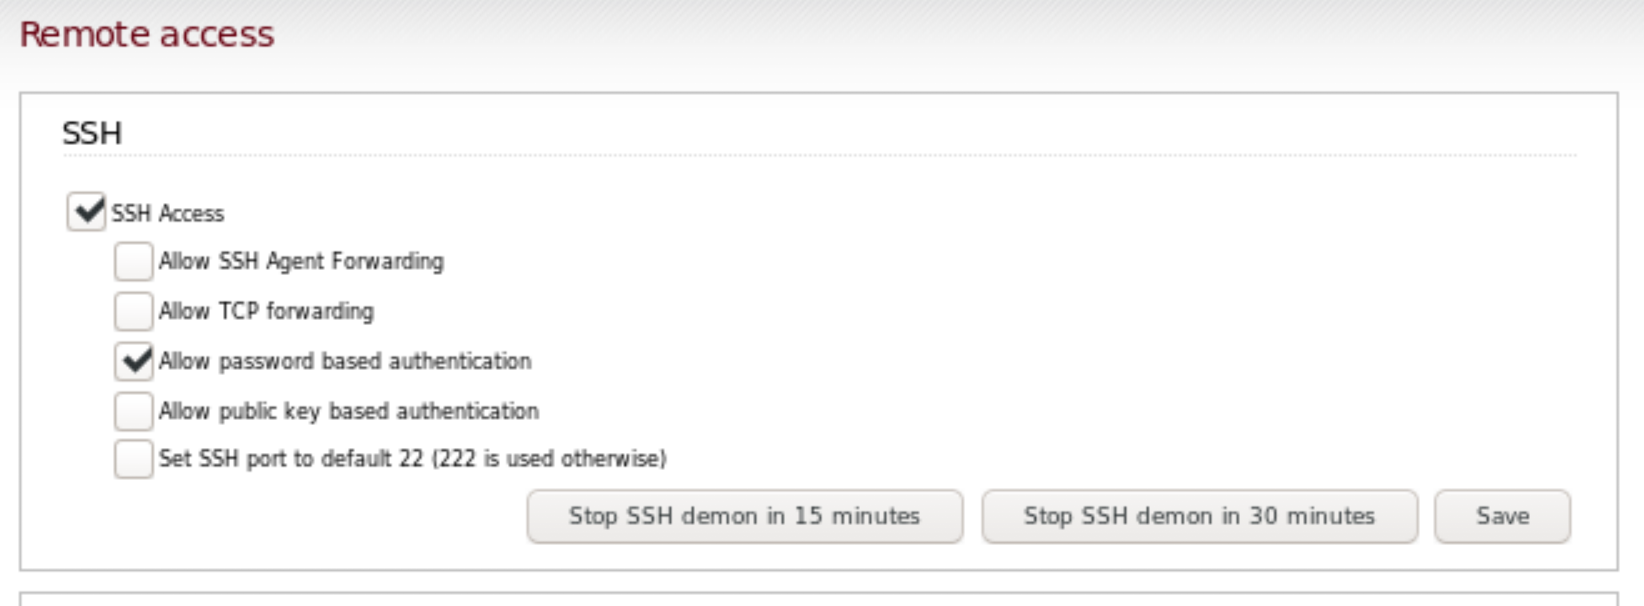 Remote access
SSH
SSH Access
Allow SSH Agent Forwarding
Allow TCP forwarding
Allow password based authentication
Allow public key based authentication
Set SSH port to default 22 (222 is used otherwise)
Stop SSH demon in 15 minutes Stop SSH demon in 30 minutes Save